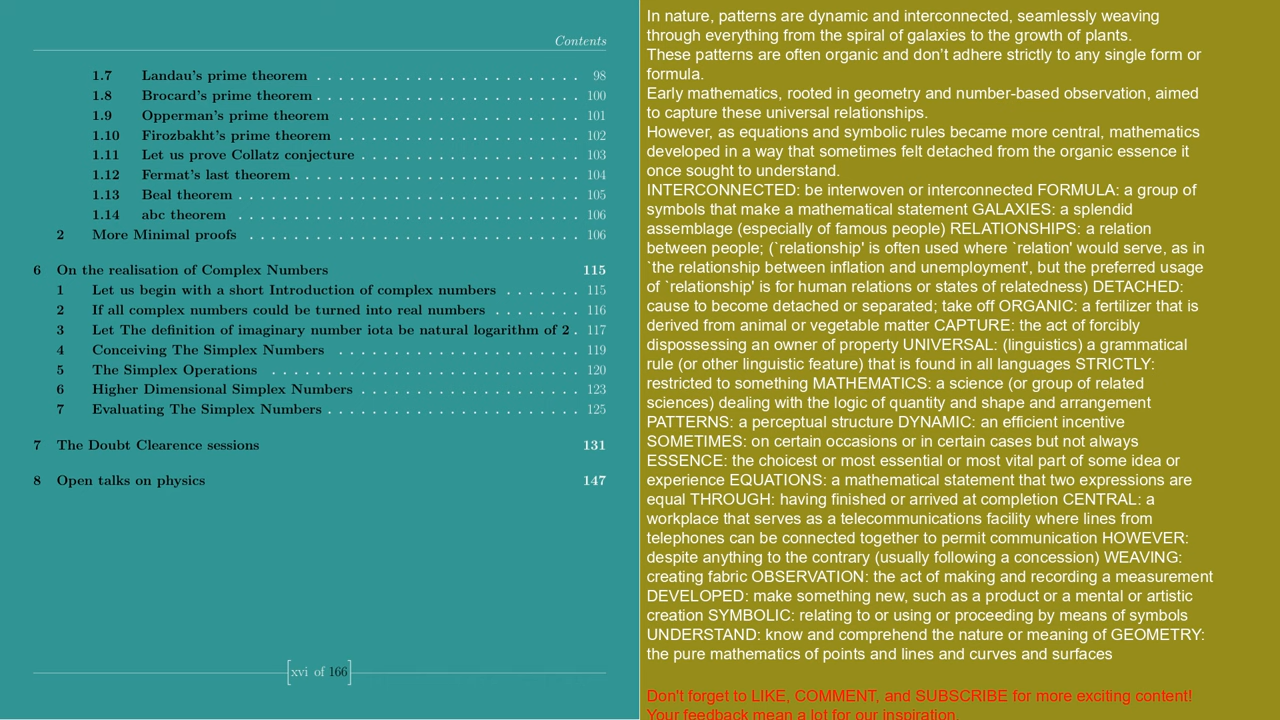 Contents
1.7 Landau's prime theorem . . . . . . . . . . . . . . . . . . . . . . . . 98
1.8 Brocard's prime theorem . . . . . . . . . . . . . . . . . . . . . . . . 100
1.9 Opperman's prime theorem . . . . . . . . . . . . . . . . . . . . . . 101
1.10 Firozbakht's prime theorem . . . . . . . . . . . . . . . . . . . . . . 102
1.11 Let us prove Collatz conjecture . . . . . . . . . . . . . . . . . . . . 103
1.12 Fermat's last theorem . . . . . . . . . . . . . . . . . . . . . . . . . . 104
1.13 Beal theorem . . . . . . . . . . . . . . . . . . . . . . . . . . . . . . . 105
1.14 abc theorem . . . . . . . . . . . . . . . . . . . . . . . . . . . . . . . 106
2 More Minimal proofs . . . . . . . . . . . . . . . . . . . . . . . . . . . . . . 106
6 On the realisation of Complex Numbers 115
1 Let us begin with a short Introduction of complex numbers . . . . . . . 115
2 If all complex numbers could be turned into real numbers . . . . . . . . 116
3 Let The definition of imaginary number iota be natural logarithm of 2 . 117
4 Conceiving The Simplex Numbers . . . . . . . . . . . . . . . . . . . . . . 119
5 The Simplex Operations . . . . . . . . . . . . . . . . . . . . . . . . . . . . 120
6 Higher Dimensional Simplex Numbers . . . . . . . . . . . . . . . . . . . . 123
7 Evaluating The Simplex Numbers . . . . . . . . . . . . . . . . . . . . . . . 125
7 The Doubt Clearence sessions 131
8 Open talks on physics 147
[xvi of 166]
In nature, patterns are dynamic and interconnected, seamlessly weaving
through everything from the spiral of galaxies to the growth of plants.
These patterns are often organic and don't adhere strictly to any single form or
formula.
Early mathematics, rooted in geometry and number-based observation, aimed
to capture these universal relationships.
However, as equations and symbolic rules became more central, mathematics
developed in a way that sometimes felt detached from the organic essence it
once sought to understand.
INTERCONNECTED: be interwoven or interconnected FORMULA: a group of
symbols that make a mathematical statement GALAXIES: a splendid
assemblage (especially of famous people) RELATIONSHIPS: a relation
between people; (`relationship' is often used where `relation' would serve, as in
`the relationship between inflation and unemployment', but the preferred usage
of `relationship' is for human relations or states of relatedness) DETACHED:
cause to become detached or separated; take off ORGANIC: a fertilizer that is
derived from animal or vegetable matter CAPTURE: the act of forcibly
dispossessing an owner of property UNIVERSAL: (linguistics) a grammatical
rule (or other linguistic feature) that is found in all languages STRICTLY:
restricted to something MATHEMATICS: a science (or group of related
sciences) dealing with the logic of quantity and shape and arrangement
PATTERNS: a perceptual structure DYNAMIC: an efficient incentive
SOMETIMES: on certain occasions or in certain cases but not always
ESSENCE: the choicest or most essential or most vital part of some idea or
experience EQUATIONS: a mathematical statement that two expressions are
equal THROUGH: having finished or arrived at completion CENTRAL: a
workplace that serves as a telecommunications facility where lines from
telephones can be connected together to permit communication HOWEVER:
despite anything to the contrary (usually following a concession) WEAVING:
creating fabric OBSERVATION: the act of making and recording a measurement
DEVELOPED: make something new, such as a product or a mental or artistic
creation SYMBOLIC: relating to or using or proceeding by means of symbols
UNDERSTAND: know and comprehend the nature or meaning of GEOMETRY:
the pure mathematics of points and lines and curves and surfaces
Don't forget to LIKE, COMMENT, and SUBSCRIBE for more exciting content!
Your feedback mean a lot for our inspiration.